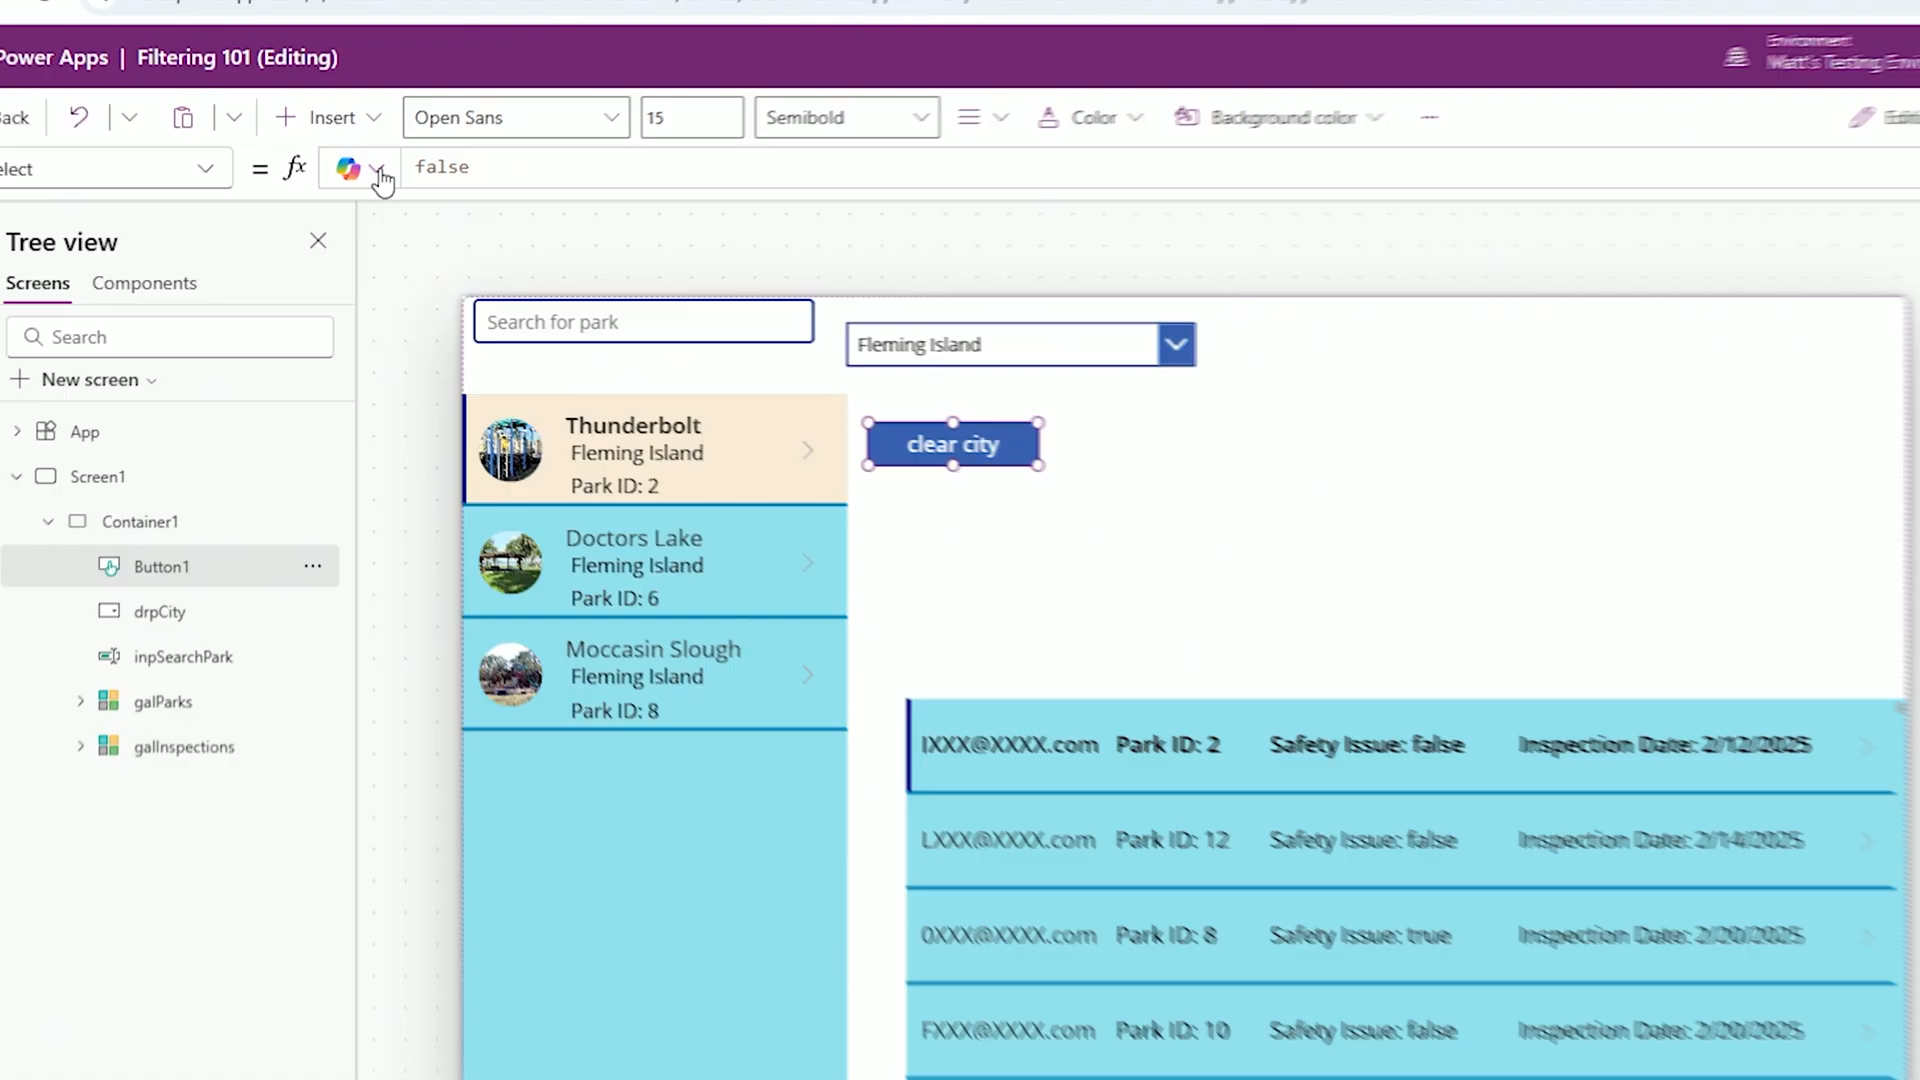 Power Apps | Filtering 101 (Editing)
Environment
Matt's Testing Envi
ack
Insert
Open Sans
15
Semibold
Color
Background color
Editi
elect
= fx
false
Tree view
Screens
Components
Search
New screen
App
Screen1
Container1
Button1
drpCity
inpSearchPark
galParks
galInspections
Search for park
Fleming Island
clear city
Thunderbolt
Fleming Island
Park ID: 2
Doctors Lake
Fleming Island
Park ID: 6
Moccasin Slough
Fleming Island
Park ID: 8
IXXX@XXXX.com Park ID: 2 Safety Issue: false Inspection Date: 2/12/2025
LXXX@XXXX.com Park ID: 12 Safety Issue: false Inspection Date: 2/14/2025
0XXX@XXXX.com Park ID: 8 Safety Issue: true Inspection Date: 2/20/2025
FXXX@XXXX.com Park ID: 10 Safety Issue: false Inspection Date: 2/20/2025